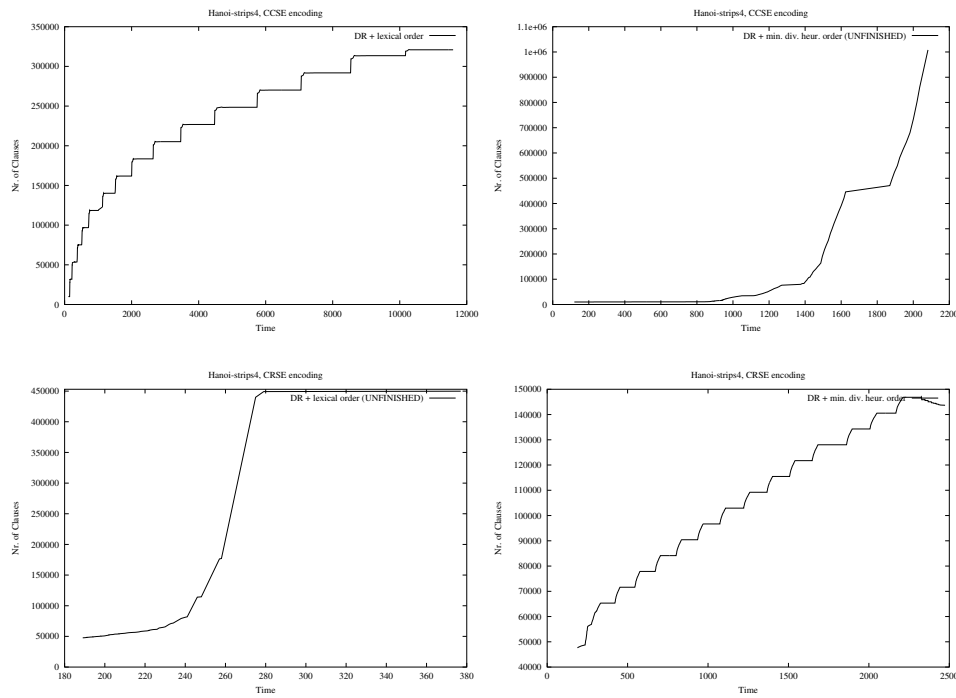 Hanoi-strips4, CCSE encoding
350000
300000
250000
200000
150000
100000
50000
0
Nr. of Clauses
DR + lexical order
0 2000 4000 6000 8000 10000 12000
Time
Hanoi-strips4, CCSE encoding
1.1e+06
1e+06
900000
800000
700000
600000
500000
400000
300000
200000
100000
0
Nr. of Clauses
DR + min. div. heur. order (UNFINISHED)
0 200 400 600 800 1000 1200 1400 1600 1800 2000 2200
Time
Hanoi-strips4, CRSE encoding
450000
400000
350000
300000
250000
200000
150000
100000
50000
0
Nr. of Clauses
DR + lexical order (UNFINISHED)
180 200 220 240 260 280 300 320 340 360 380
Time
Hanoi-strips4, CRSE encoding
150000
140000
130000
120000
110000
100000
90000
80000
70000
60000
50000
40000
Nr. of Clauses
DR + min. div. heur. order
0 500 1000 1500 2000 2500
Time